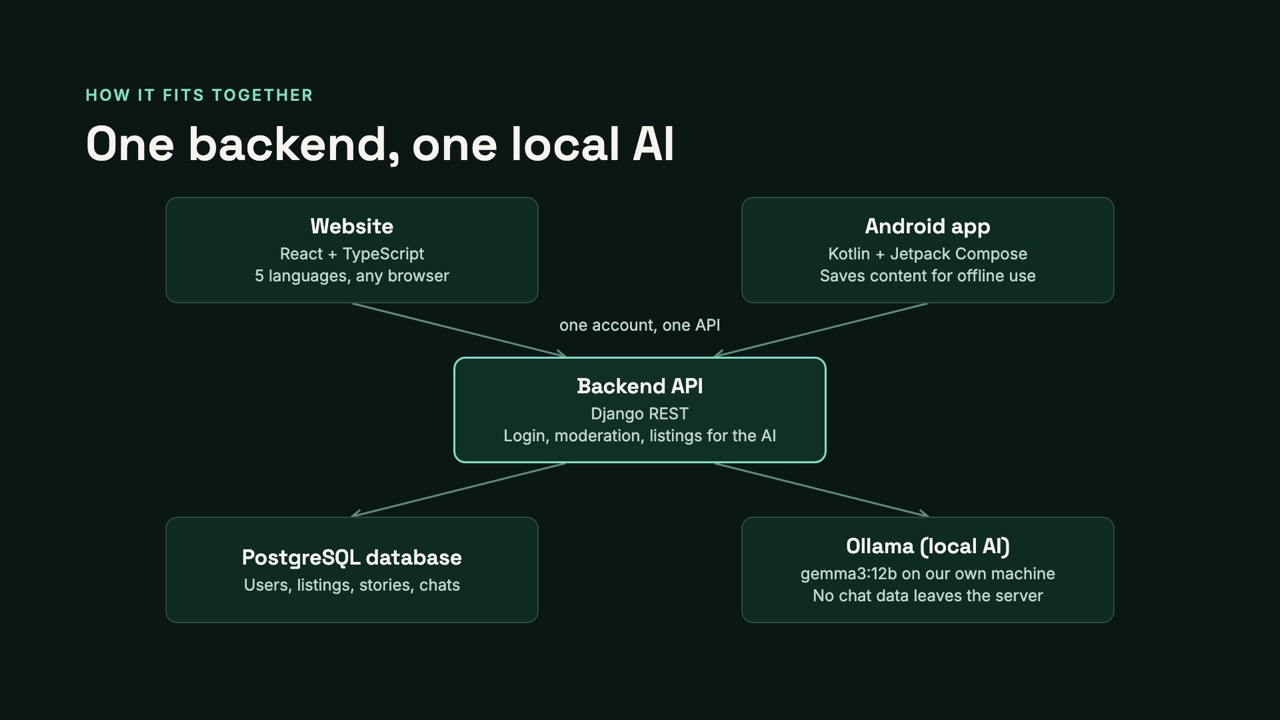 HOW IT FITS TOGETHER
One backend, one local AI
Website
React + TypeScript
5 languages, any browser
Android app
Kotlin + Jetpack Compose
Saves content for offline use
one account, one API
Backend API
Django REST
Login, moderation, listings for the AI
PostgreSQL database
Users, listings, stories, chats
Ollama (local AI)
gemma3:12b on our own machine
No chat data leaves the server